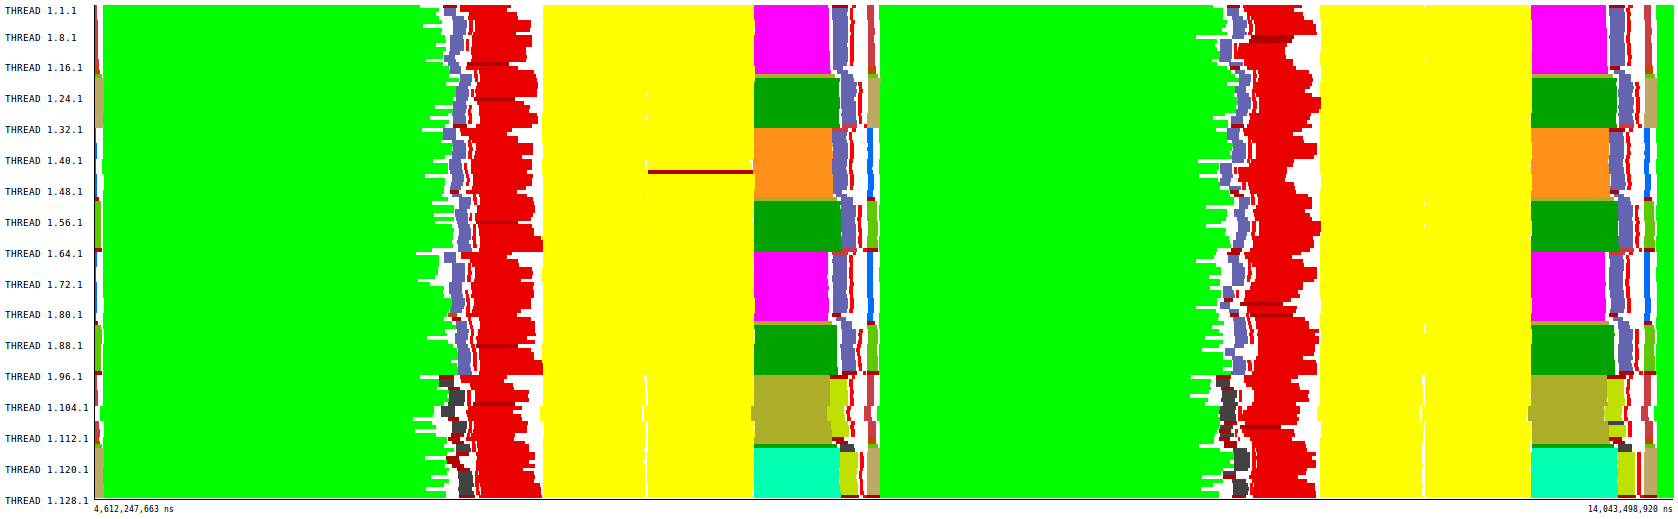 THREAD 1.1.1
THREAD 1.8.1
THREAD 1.16.1
THREAD 1.24.1
THREAD 1.32.1
THREAD 1.40.1
THREAD 1.48.1
THREAD 1.56.1
THREAD 1.64.1
THREAD 1.72.1
THREAD 1.80.1
THREAD 1.88.1
THREAD 1.96.1
THREAD 1.104.1
THREAD 1.112.1
THREAD 1.120.1
THREAD 1.128.1
4,612,247,663 ns
14,043,498,920 ns